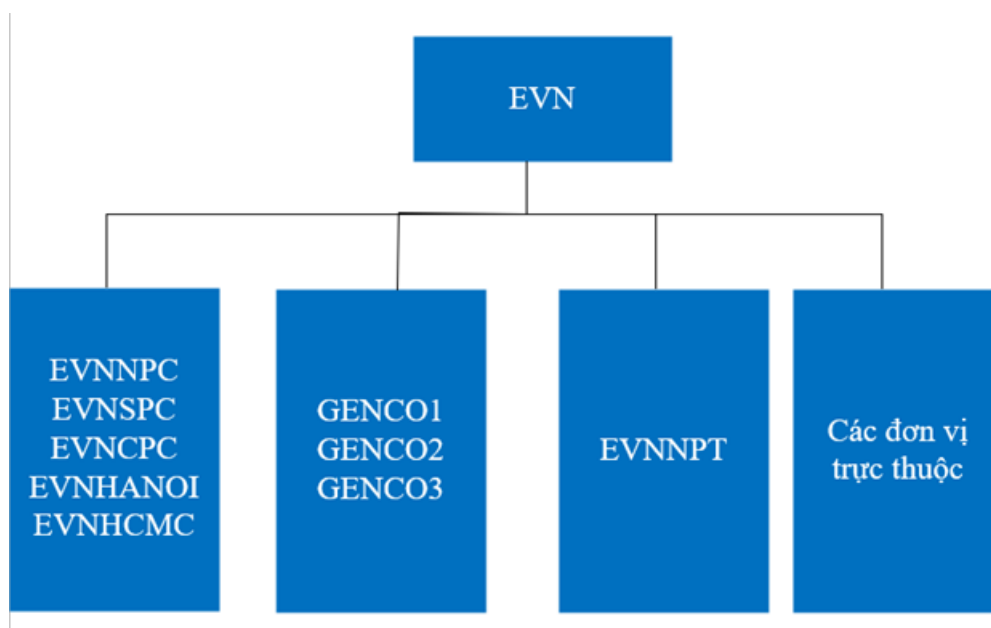 EVN
EVNNPC
EVNSPC
EVNCPC
EVNHANOI
EVNHCMC
GENCO1
GENCO2
GENCO3
EVNNPT
Các đơn vị
trực thuộc